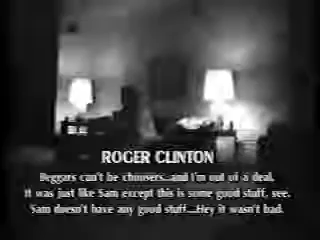 ROGER CLINTON
Beggars can't be choosers...and I'm out of a deal.
It was just like Sam except this is some good stuff, see.
Sam doesn't have any good stuff...Hey it wasn't bad.